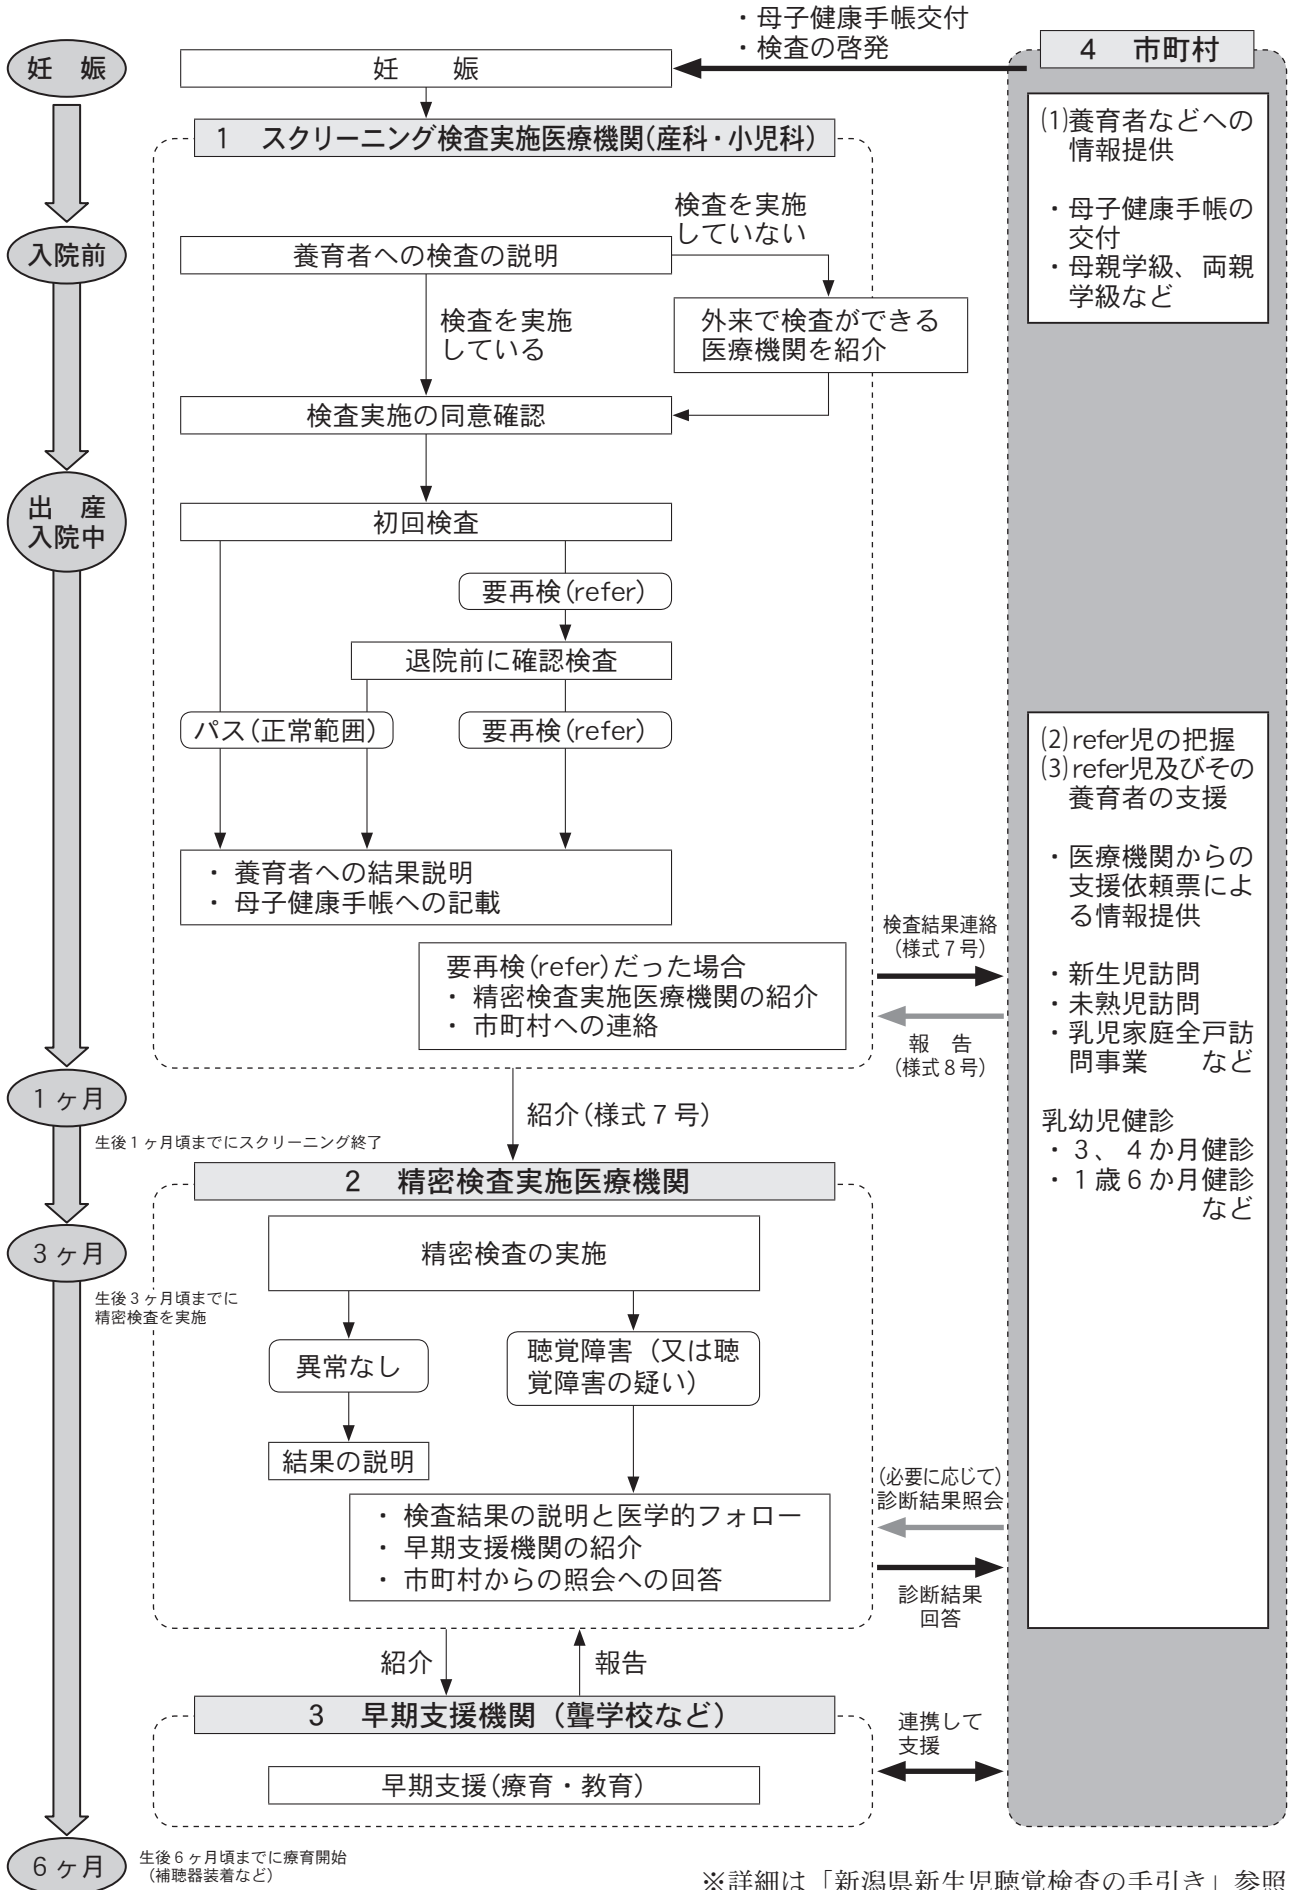 ・母子健康手帳交付
・検査の啓発
妊　娠
妊　　娠
4　市町村
1　スクリーニング検査実施医療機関(産科・小児科)
⑴養育者などへの
情報提供
・母子健康手帳の
交付
・母親学級、両親
学級など
入院前
検査を実施
していない
養育者への検査の説明
検査を実施
している
外来で検査ができる
医療機関を紹介
検査実施の同意確認
出　産
入院中
初回検査
要再検(refer)
退院前に確認検査
パス(正常範囲)
要再検(refer)
・ 養育者への結果説明
・ 母子健康手帳への記載
要再検(refer)だった場合
・ 精密検査実施医療機関の紹介
・ 市町村への連絡
検査結果連絡
(様式7号)
報　告
(様式8号)
⑵refer児の把握
⑶refer児及びその
養育者の支援
・医療機関からの
支援依頼票によ
る情報提供
・新生児訪問
・未熟児訪問
・乳児家庭全戸訪
問事業　　など
乳幼児健診
・3、4か月健診
・1歳6か月健診
など
1ヶ月
生後1ヶ月頃までにスクリーニング終了
紹介(様式7号)
2　精密検査実施医療機関
3ヶ月
生後3ヶ月頃までに
精密検査を実施
精密検査の実施
異常なし
聴覚障害（又は聴
覚障害の疑い）
結果の説明
・ 検査結果の説明と医学的フォロー
・ 早期支援機関の紹介
・ 市町村からの照会への回答
(必要に応じて)
診断結果照会
診断結果
回答
紹介
報告
3　早期支援機関（聾学校など）
早期支援(療育・教育)
連携して
支援
6ヶ月
生後6ヶ月頃までに療育開始
（補聴器装着など）
※詳細は「新潟県新生児聴覚検査の手引き」参照